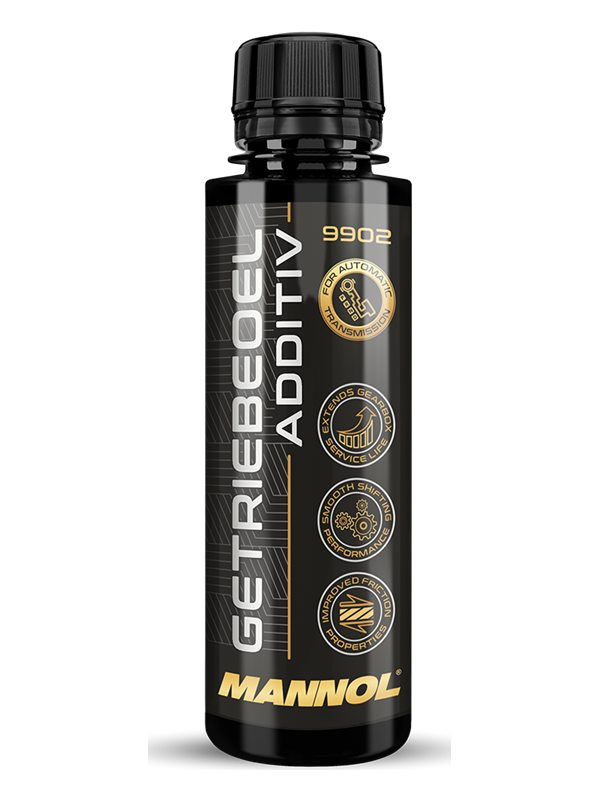 GETRIEBEOEL
ADDITIV
9902
FOR AUTOMATIC
TRANSMISSION
EXTENDS GEARBOX
SERVICE LIFE
SMOOTH SHIFTING
PERFORMANCE
IMPROVED FRICTION
PROPERTIES
MANNOL®